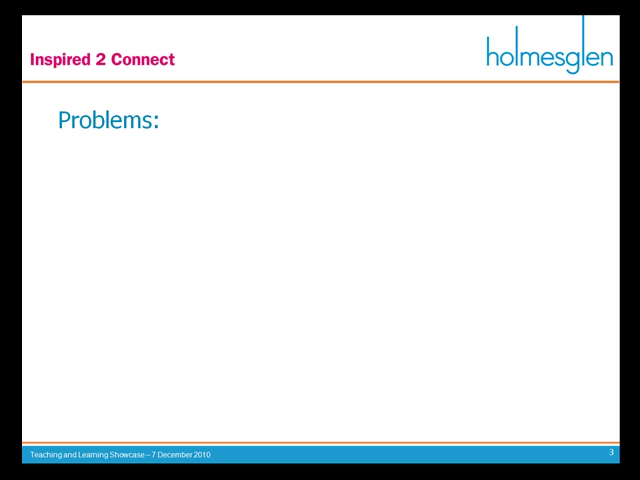 Inspired 2 Connect
holmesglen
Problems:
Teaching and Learning Showcase – 7 December 2010
3